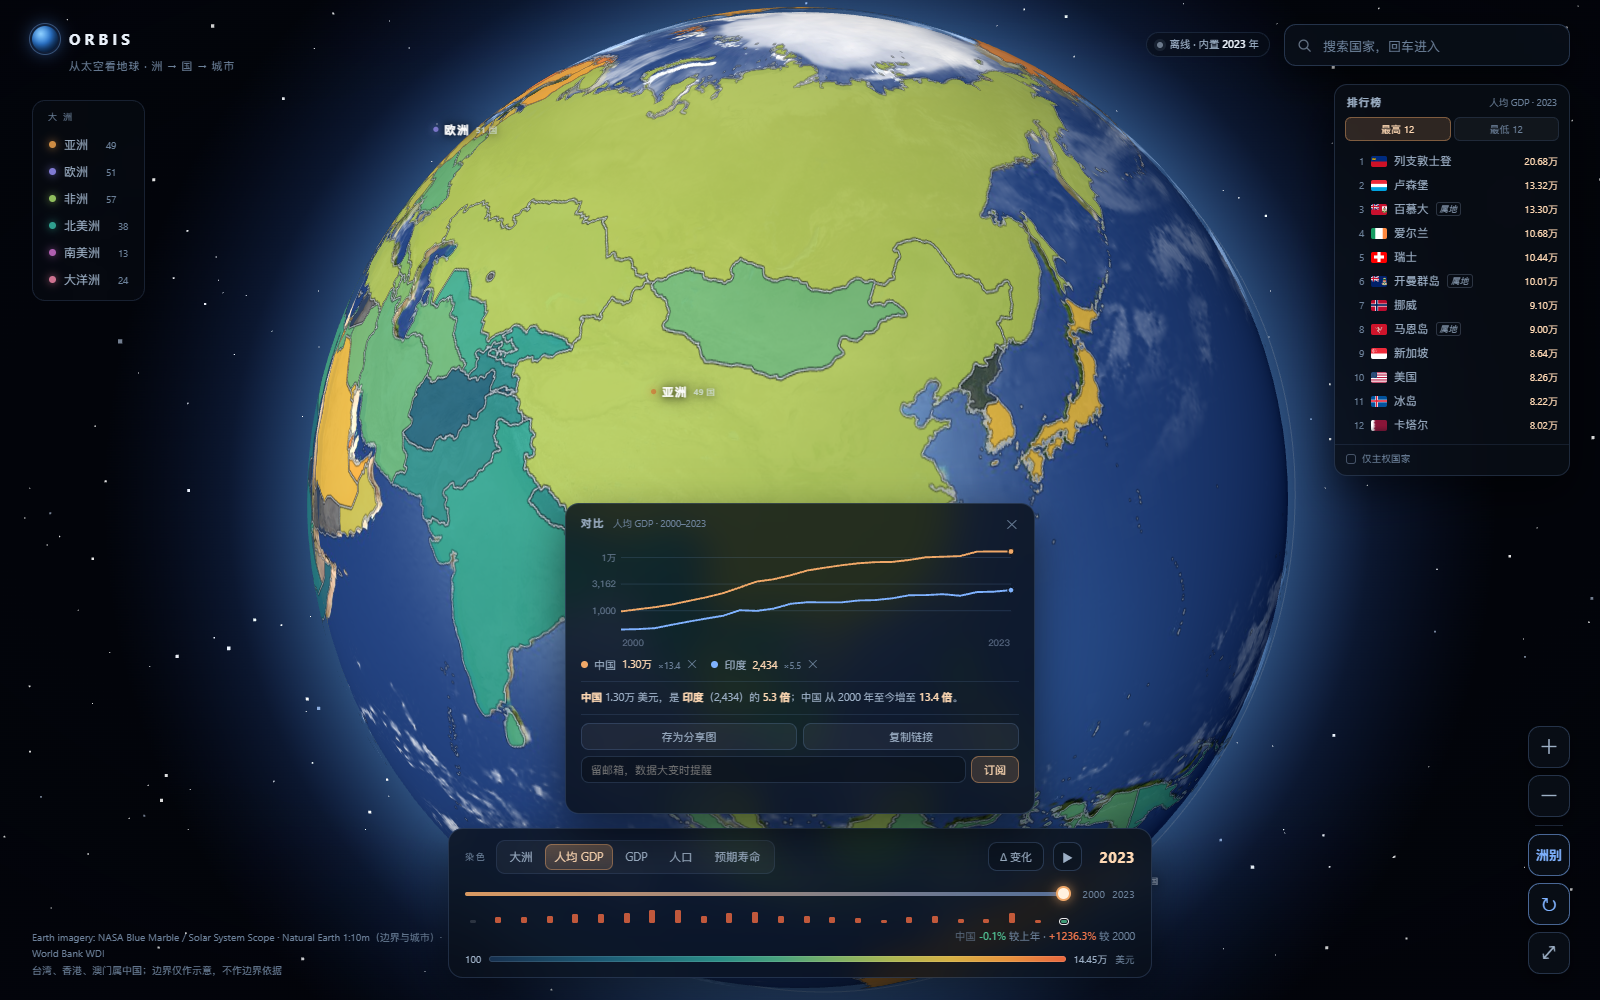 ORBIS
从太空看地球 · 洲 → 国 → 城市
离线 · 内置 2023 年
搜索国家，回车进入
大 洲
亚洲 49
欧洲 51
非洲 57
北美洲 38
南美洲 13
大洋洲 24
欧洲 51 国
亚洲 49 国
排行榜 人均 GDP · 2023
最高 12 最低 12
1 列支敦士登 20.68万
2 卢森堡 13.32万
3 百慕大 属地 13.30万
4 爱尔兰 10.68万
5 瑞士 10.44万
6 开曼群岛 属地 10.01万
7 挪威 9.10万
8 马恩岛 属地 9.00万
9 新加坡 8.64万
10 美国 8.26万
11 冰岛 8.22万
12 卡塔尔 8.02万
仅主权国家
对比 人均 GDP · 2000–2023
1万
3,162
1,000
2000 2023
中国 1.30万 ×13.4 印度 2,434 ×5.5
中国 1.30万 美元，是 印度（2,434）的 5.3 倍；中国 从 2000 年至今增至 13.4 倍。
存为分享图 复制链接
留邮箱，数据大变时提醒 订阅
染色 大洲 人均 GDP GDP 人口 预期寿命 Δ 变化 2023
2000 2023
国
中国 -0.1% 较上年 · +1236.3% 较 2000
100 14.45万 美元
洲别
Earth imagery: NASA Blue Marble / Solar System Scope · Natural Earth 1:10m（边界与城市） ·
World Bank WDI
台湾、香港、澳门属中国；边界仅作示意，不作边界依据